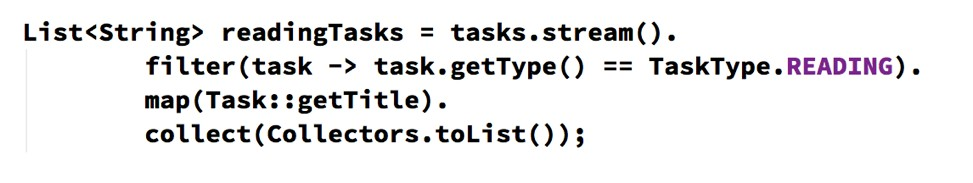 List<String> readingTasks = tasks.stream().
filter(task -> task.getType() == TaskType.READING).
map(Task::getTitle).
collect(Collectors.toList());